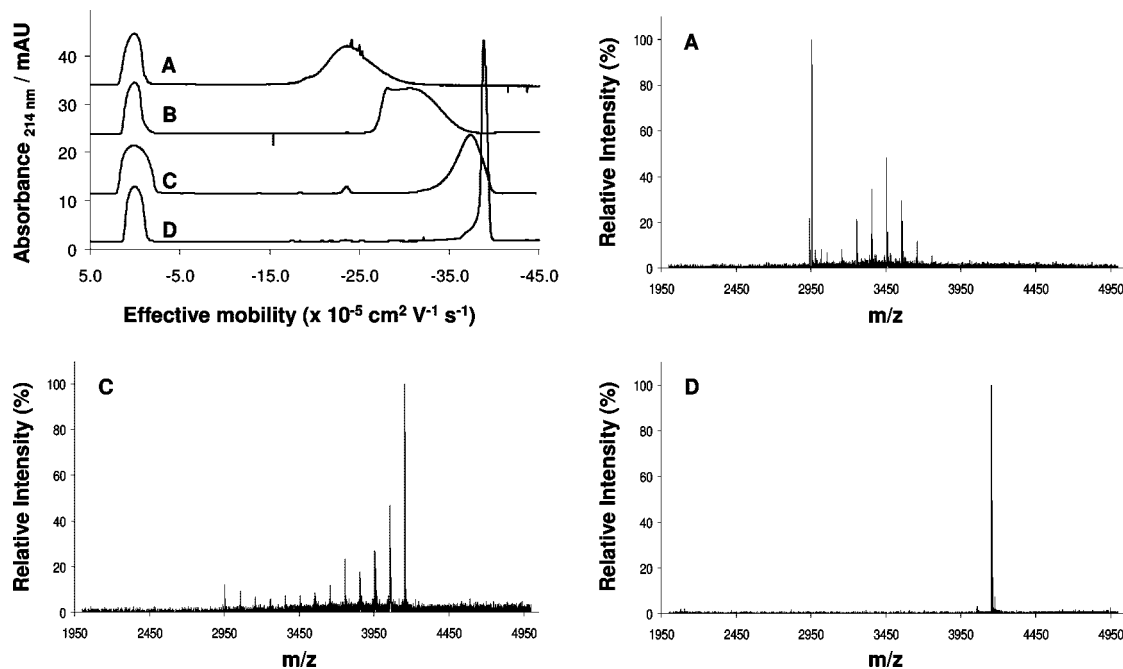 Absorbance 214 nm / mAU
40
30
20
10
0
A
B
C
D
5.0 -5.0 -15.0 -25.0 -35.0 -45.0
Effective mobility (x 10-5 cm2 V-1 s-1)
A
Relative Intensity (%)
100
80
60
40
20
0
1950 2450 2950 3450 3950 4450 4950
m/z
C
Relative Intensity (%)
100
80
60
40
20
0
1950 2450 2950 3450 3950 4450 4950
m/z
D
Relative Intensity (%)
100
80
60
40
20
0
1950 2450 2950 3450 3950 4450 4950
m/z